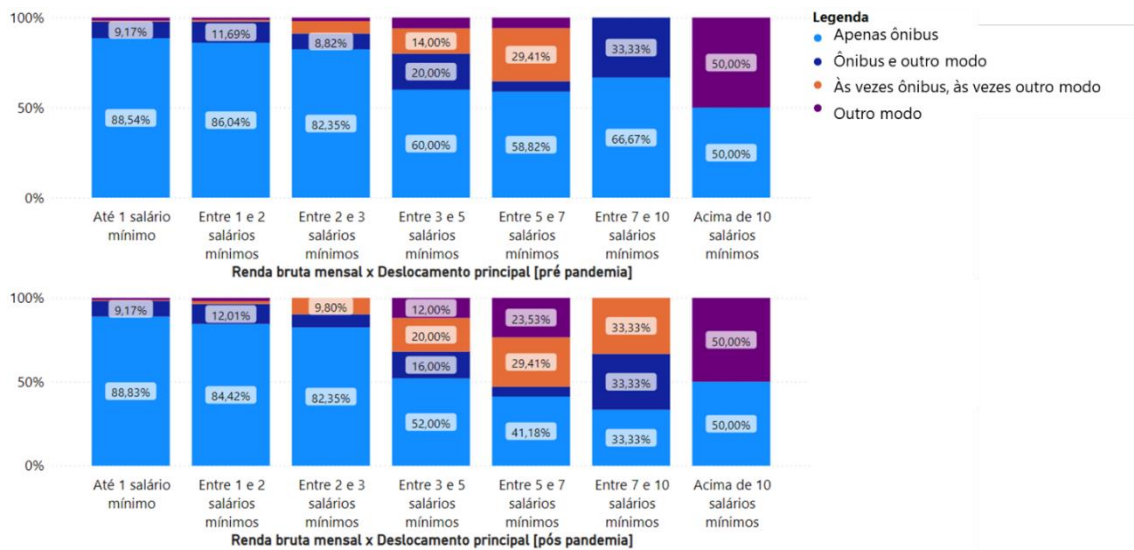 Legenda
Apenas ônibus
Ônibus e outro modo
Às vezes ônibus, às vezes outro modo
Outro modo
100%
50%
0%
9,17%
11,69%
8,82%
14,00%
29,41%
33,33%
50,00%
20,00%
88,54%
86,04%
82,35%
60,00%
58,82%
66,67%
50,00%
Até 1 salário
mínimo
Entre 1 e 2
salários
mínimos
Entre 2 e 3
salários
mínimos
Entre 3 e 5
salários
mínimos
Entre 5 e 7
salários
mínimos
Entre 7 e 10
salários
mínimos
Acima de 10
salários
mínimos
Renda bruta mensal x Deslocamento principal [pré pandemia]
100%
50%
0%
9,17%
12,01%
9,80%
12,00%
23,53%
33,33%
50,00%
20,00%
29,41%
16,00%
33,33%
88,83%
84,42%
82,35%
52,00%
41,18%
33,33%
50,00%
Até 1 salário
mínimo
Entre 1 e 2
salários
mínimos
Entre 2 e 3
salários
mínimos
Entre 3 e 5
salários
mínimos
Entre 5 e 7
salários
mínimos
Entre 7 e 10
salários
mínimos
Acima de 10
salários
mínimos
Renda bruta mensal x Deslocamento principal [pós pandemia]